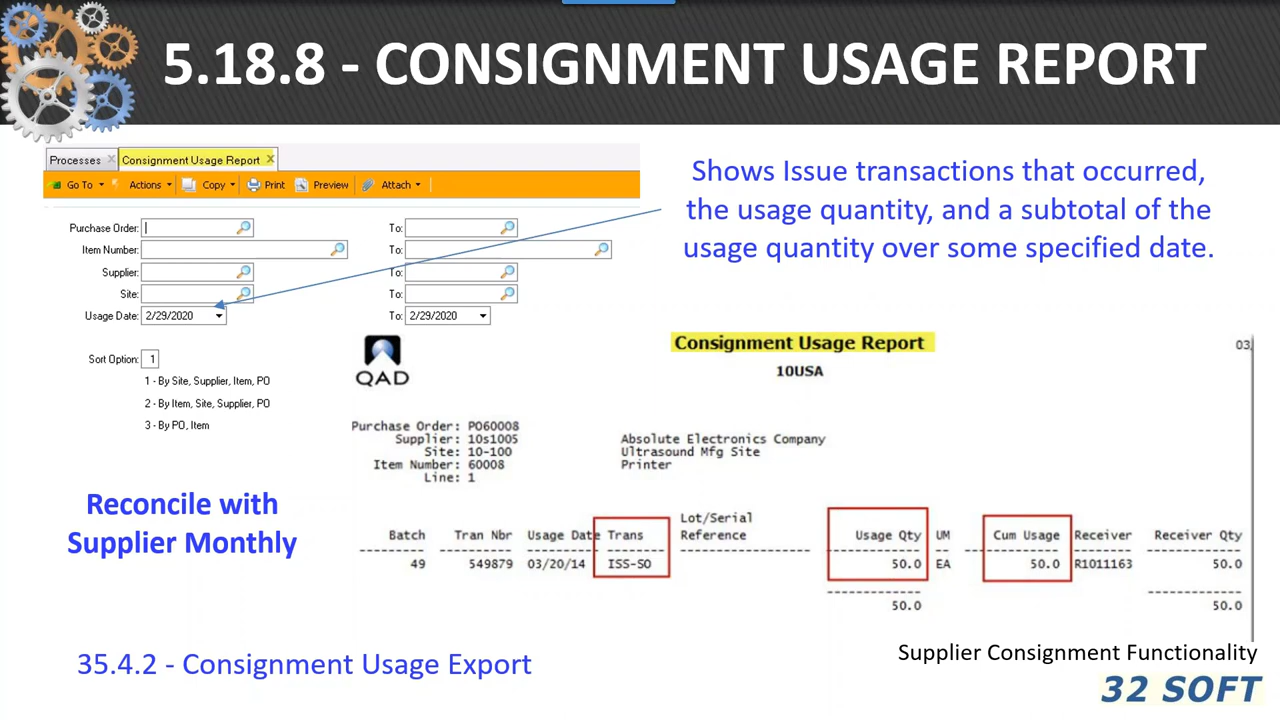 5.18.8 - CONSIGNMENT USAGE REPORT
Processes Consignment Usage Report
Go To Actions Copy Print Preview Attach
Purchase Order: To:
Item Number: To:
Supplier: To:
Site: To:
Usage Date: 2/29/2020 To: 2/29/2020
Sort Option: 1
1 - By Site, Supplier, Item, PO
2 - By Item, Site, Supplier, PO
3 - By PO, Item
Shows Issue transactions that occurred,
the usage quantity, and a subtotal of the
usage quantity over some specified date.
Reconcile with
Supplier Monthly
QAD
Consignment Usage Report
03
10USA
Purchase Order: PO60008
Supplier: 10s1005 Absolute Electronics Company
Site: 10-100 Ultrasound Mfg Site
Item Number: 60008 Printer
Line: 1
Lot/Serial
Batch Tran Nbr Usage Date Trans Reference Usage Qty UM Cum Usage Receiver Receiver Qty
49 549879 03/20/14 ISS-SO 50.0 EA 50.0 R1011163 50.0
50.0 50.0
35.4.2 - Consignment Usage Export
Supplier Consignment Functionality
32 SOFT